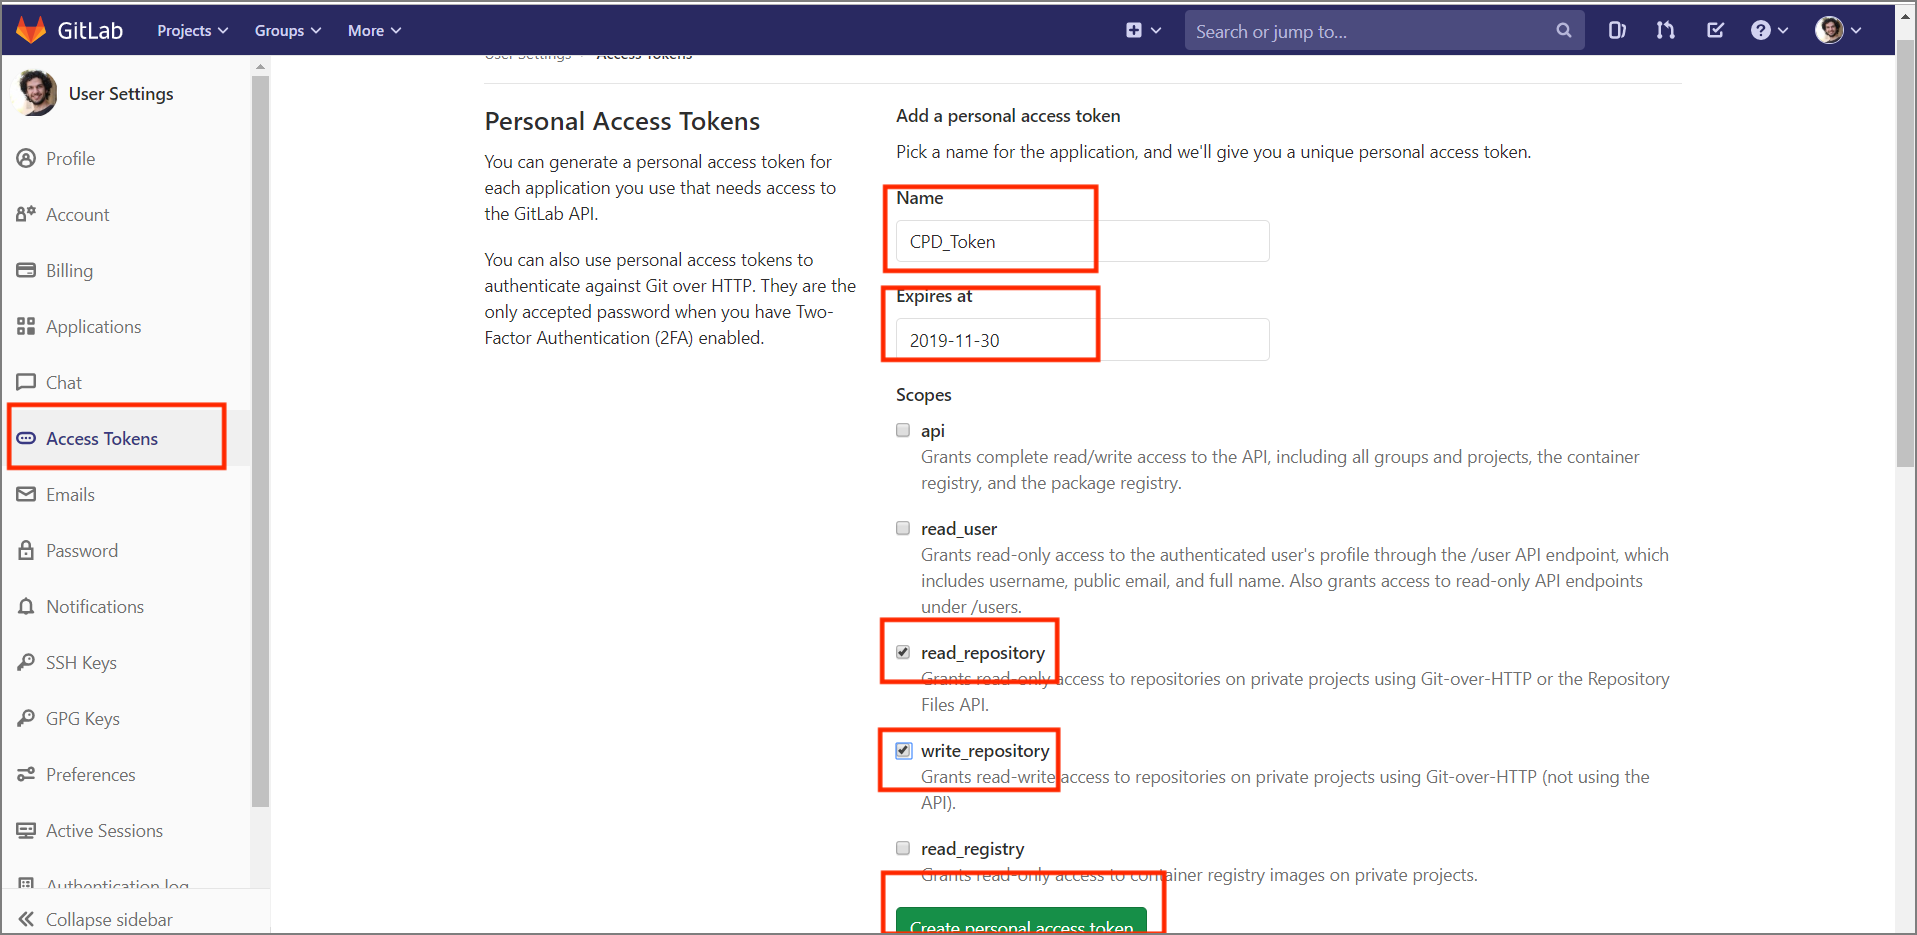 GitLab
Projects
Groups
More
Search or jump to...
User Settings
Access Tokens
User Settings
Profile
Account
Billing
Applications
Chat
Access Tokens
Emails
Password
Notifications
SSH Keys
GPG Keys
Preferences
Active Sessions
Authentication log
Collapse sidebar
Personal Access Tokens
You can generate a personal access token for
each application you use that needs access to
the GitLab API.
You can also use personal access tokens to
authenticate against Git over HTTP. They are the
only accepted password when you have Two-
Factor Authentication (2FA) enabled.
Add a personal access token
Pick a name for the application, and we'll give you a unique personal access token.
Name
CPD_Token
Expires at
2019-11-30
Scopes
api
Grants complete read/write access to the API, including all groups and projects, the container
registry, and the package registry.
read_user
Grants read-only access to the authenticated user's profile through the /user API endpoint, which
includes username, public email, and full name. Also grants access to read-only API endpoints
under /users.
read_repository
Grants read-only access to repositories on private projects using Git-over-HTTP or the Repository
Files API.
write_repository
Grants read-write access to repositories on private projects using Git-over-HTTP (not using the
API).
read_registry
Grants read-only access to container registry images on private projects.
Create personal access token